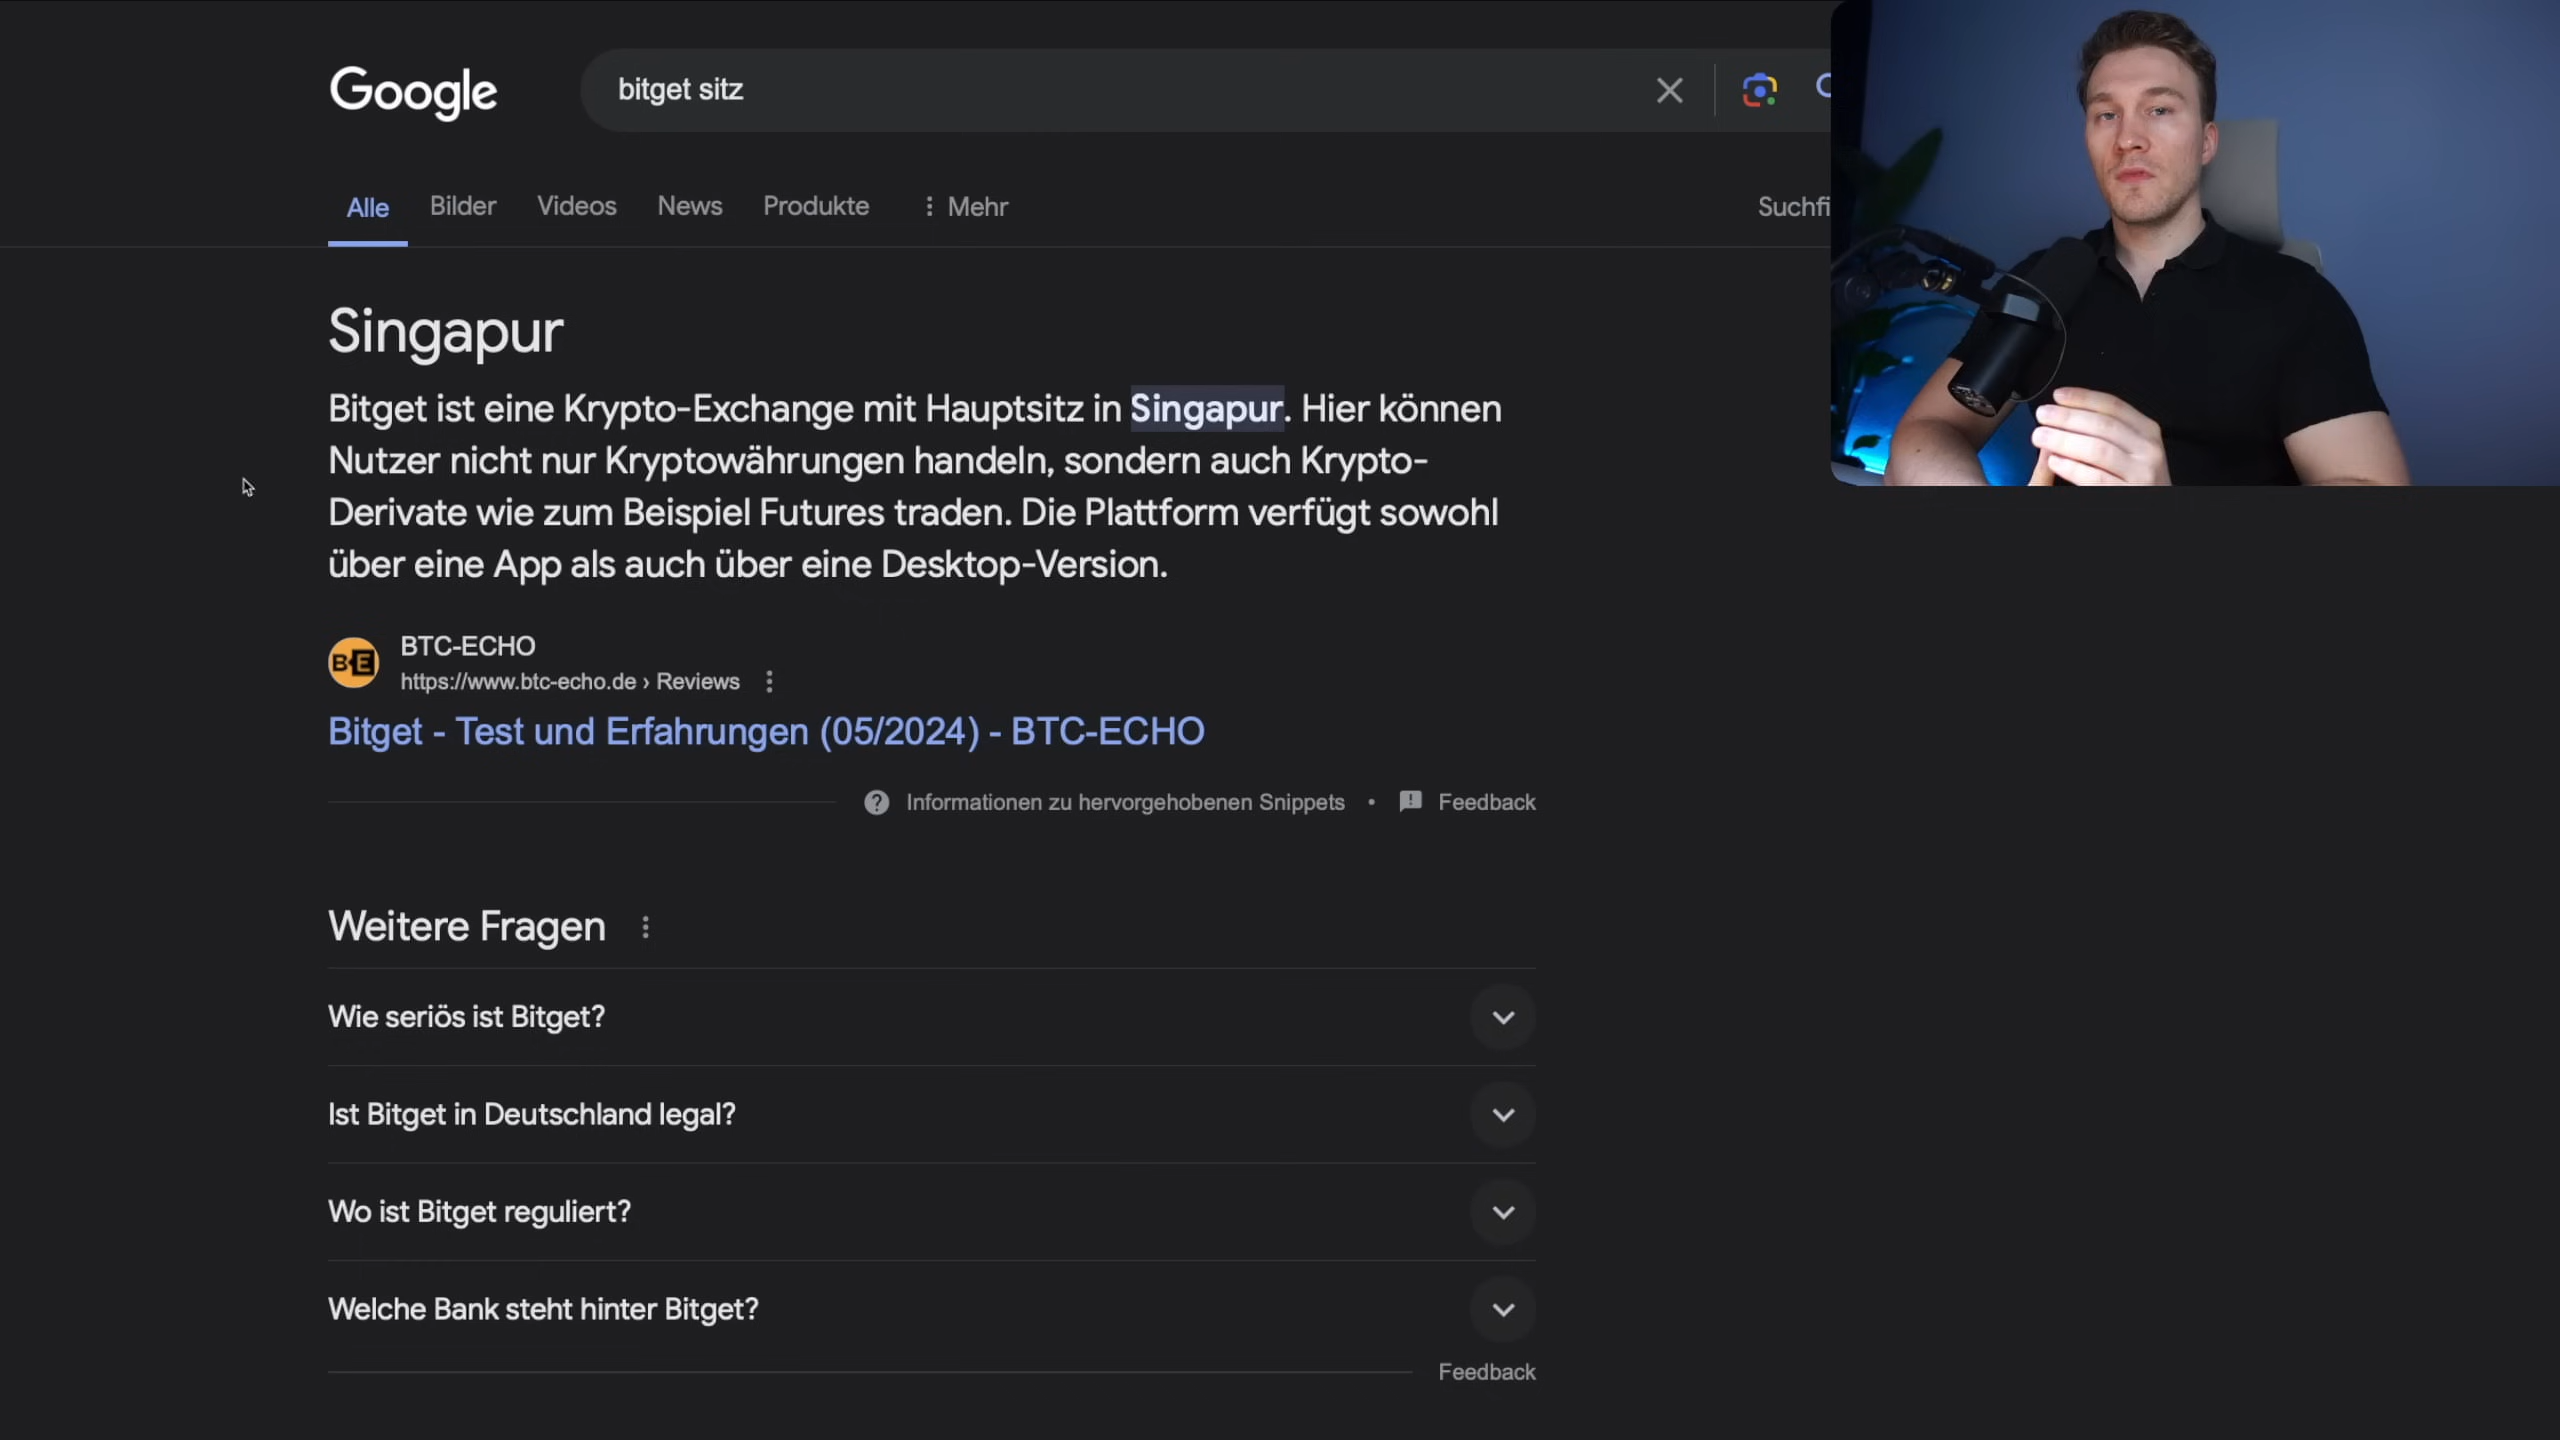 Google
bitget sitz
Alle
Bilder
Videos
News
Produkte
Mehr
Singapur
Bitget ist eine Krypto-Exchange mit Hauptsitz in Singapur. Hier können
Nutzer nicht nur Kryptowährungen handeln, sondern auch Krypto-
Derivate wie zum Beispiel Futures traden. Die Plattform verfügt sowohl
über eine App als auch über eine Desktop-Version.
BE
BTC-ECHO
https://www.btc-echo.de › Reviews
Bitget - Test und Erfahrungen (05/2024) - BTC-ECHO
Informationen zu hervorgehobenen Snippets • Feedback
Weitere Fragen
Wie seriös ist Bitget?
Ist Bitget in Deutschland legal?
Wo ist Bitget reguliert?
Welche Bank steht hinter Bitget?
Feedback